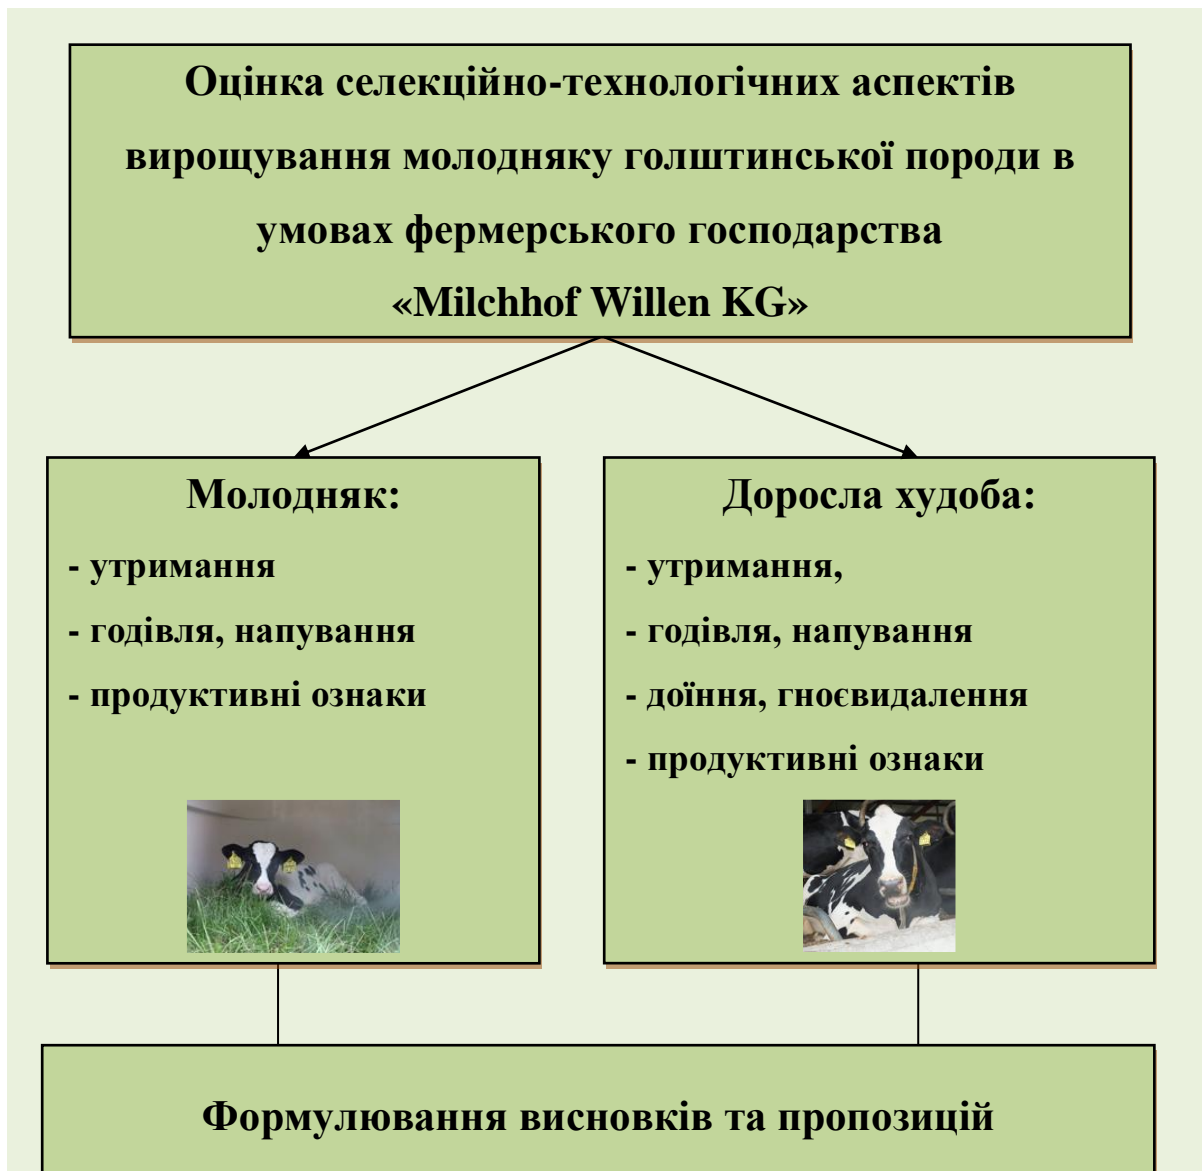 Оцінка селекційно-технологічних аспектів
вирощування молодняку голштинської породи в
умовах фермерського господарства
«Milchhof Willen KG»
Молодняк:
- утримання
- годівля, напування
- продуктивні ознаки
Доросла худоба:
- утримання,
- годівля, напування
- доїння, гноєвидалення
- продуктивні ознаки
Формулювання висновків та пропозицій